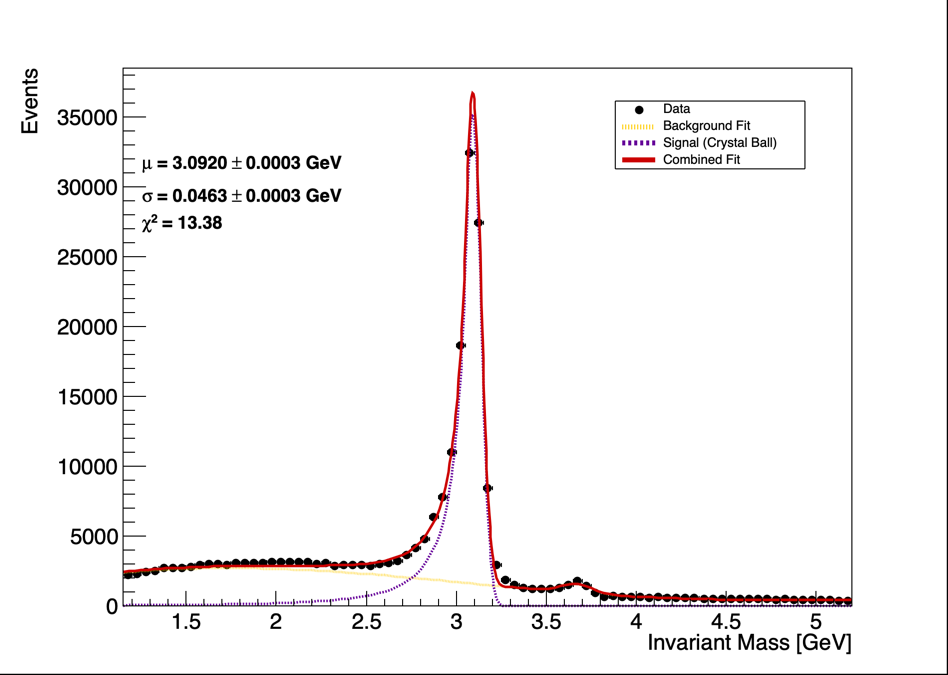 Events
35000
30000
25000
20000
15000
10000
5000
0
μ = 3.0920 ± 0.0003 GeV
σ = 0.0463 ± 0.0003 GeV
χ² = 13.38
Data
Background Fit
Signal (Crystal Ball)
Combined Fit
1.5 2 2.5 3 3.5 4 4.5 5
Invariant Mass [GeV]